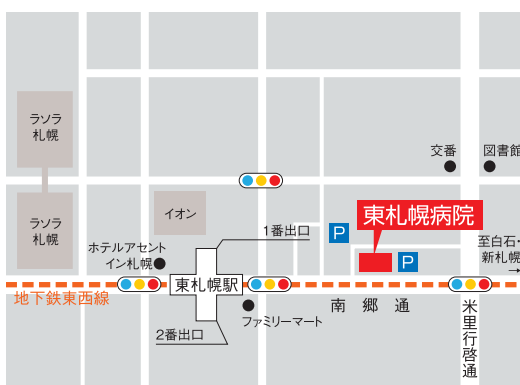 ラソラ
札幌
交番
図書館
ラソラ
札幌
イオン
P
東札幌病院
1番出口
ホテルアセント
イン札幌
P
至白石・
新札幌
→
東札幌駅
地下鉄東西線
南郷通
ファミリーマート
2番出口
米里行啓通